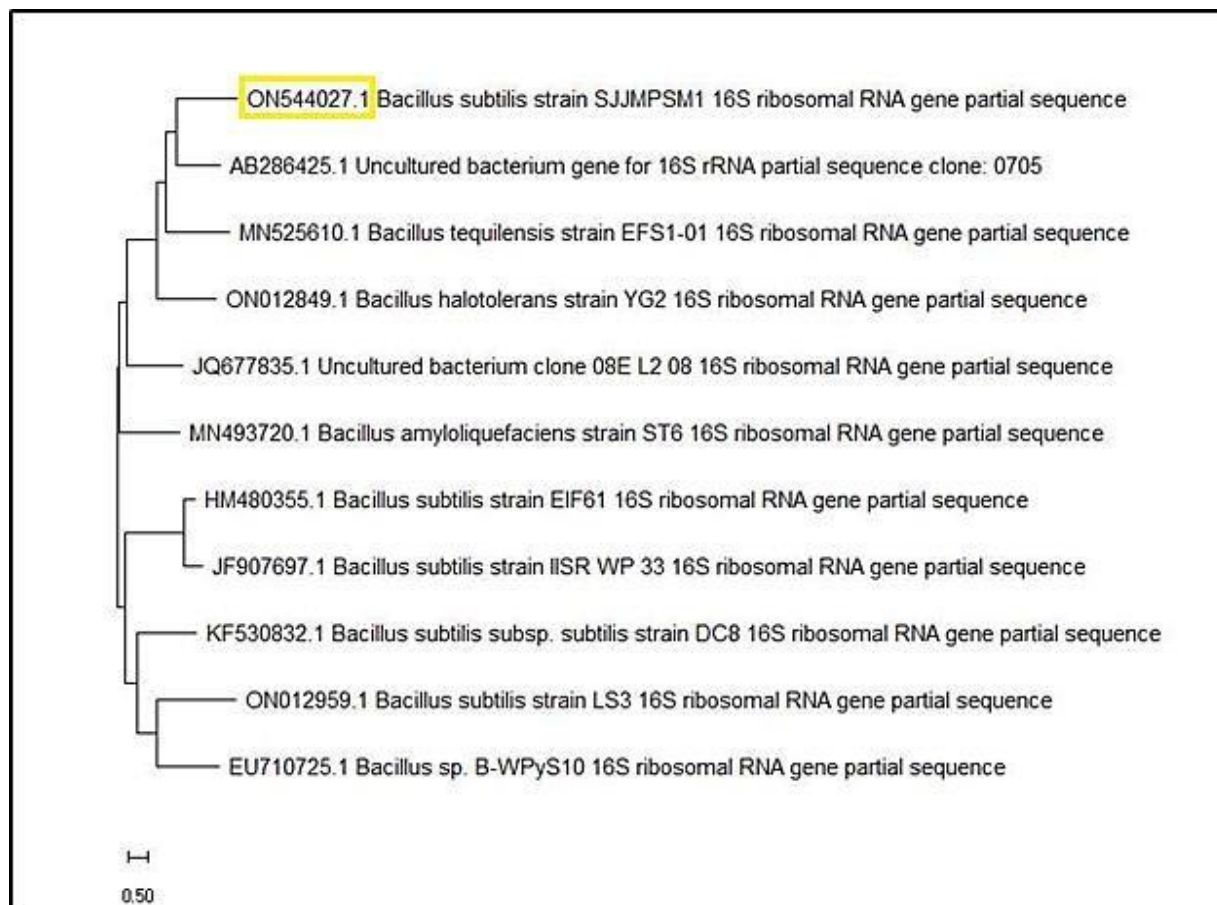 ON544027.1 Bacillus subtilis strain SJJMPSM1 16S ribosomal RNA gene partial sequence
AB286425.1 Uncultured bacterium gene for 16S rRNA partial sequence clone: 0705
MN525610.1 Bacillus tequilensis strain EFS1-01 16S ribosomal RNA gene partial sequence
ON012849.1 Bacillus halotolerans strain YG2 16S ribosomal RNA gene partial sequence
JQ677835.1 Uncultured bacterium clone 08E L2 08 16S ribosomal RNA gene partial sequence
MN493720.1 Bacillus amyloliquefaciens strain ST6 16S ribosomal RNA gene partial sequence
HM480355.1 Bacillus subtilis strain EIF61 16S ribosomal RNA gene partial sequence
JF907697.1 Bacillus subtilis strain IISR WP 33 16S ribosomal RNA gene partial sequence
KF530832.1 Bacillus subtilis subsp. subtilis strain DC8 16S ribosomal RNA gene partial sequence
ON012959.1 Bacillus subtilis strain LS3 16S ribosomal RNA gene partial sequence
EU710725.1 Bacillus sp. B-WPyS10 16S ribosomal RNA gene partial sequence
0.50